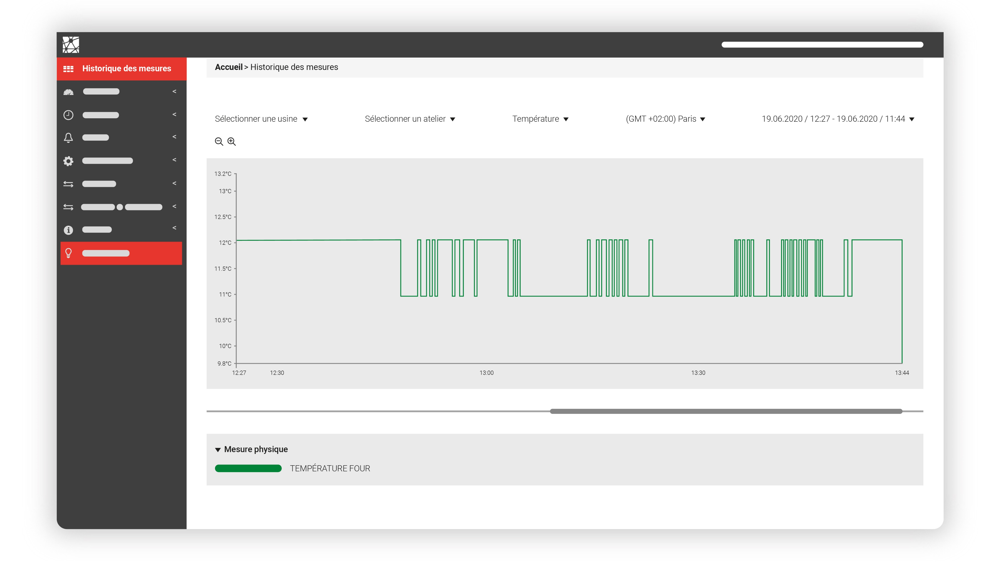 Historique des mesures
Accueil > Historique des mesures
Sélectionner une usine
Sélectionner un atelier
Température
(GMT +02:00) Paris
19.06.2020 / 12:27 - 19.06.2020 / 11:44
13.2°C
13°C
12.5°C
12°C
11.5°C
11°C
10.5°C
10°C
9.8°C
12:27
12:30
13:00
13:30
13:44
Mesure physique
TEMPÉRATURE FOUR